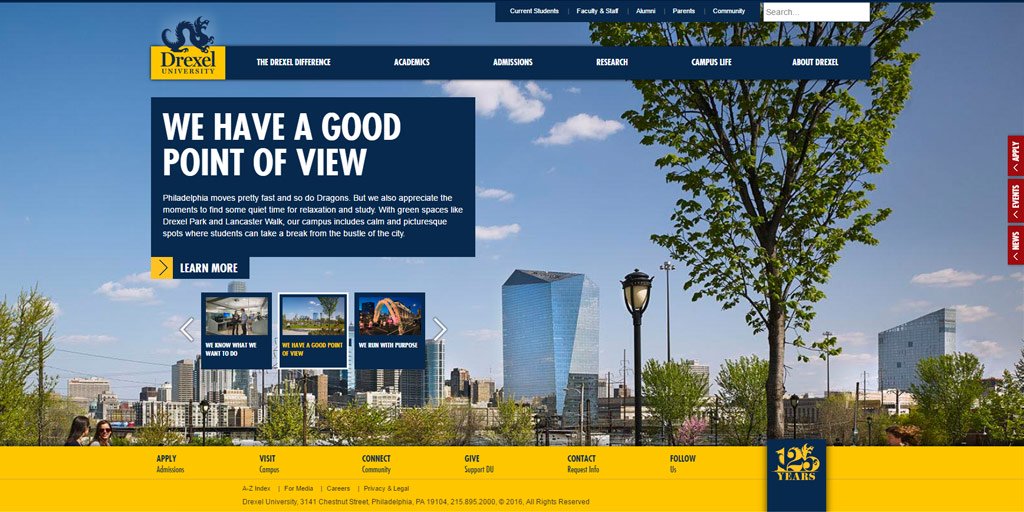 Current Students | Faculty & Staff | Alumni | Parents | Community
Search...
Drexel
UNIVERSITY
THE DREXEL DIFFERENCE
ACADEMICS
ADMISSIONS
RESEARCH
CAMPUS LIFE
ABOUT DREXEL
WE HAVE A GOOD
POINT OF VIEW
Philadelphia moves pretty fast and so do Dragons. But we also appreciate the
moments to find some quiet time for relaxation and study. With green spaces like
Drexel Park and Lancaster Walk, our campus includes calm and picturesque
spots where students can take a break from the bustle of the city.
LEARN MORE
APPLY
EVENTS
NEWS
WE KNOW WHAT WE
WANT TO DO
WE HAVE A GOOD POINT
OF VIEW
WE RUN WITH PURPOSE
APPLY
Admissions
VISIT
Campus
CONNECT
Community
GIVE
Support DU
CONTACT
Request Info
FOLLOW
Us
125
YEARS
A-Z Index | For Media | Careers | Privacy & Legal
Drexel University, 3141 Chestnut Street, Philadelphia, PA 19104, 215.895.2000, © 2016, All Rights Reserved